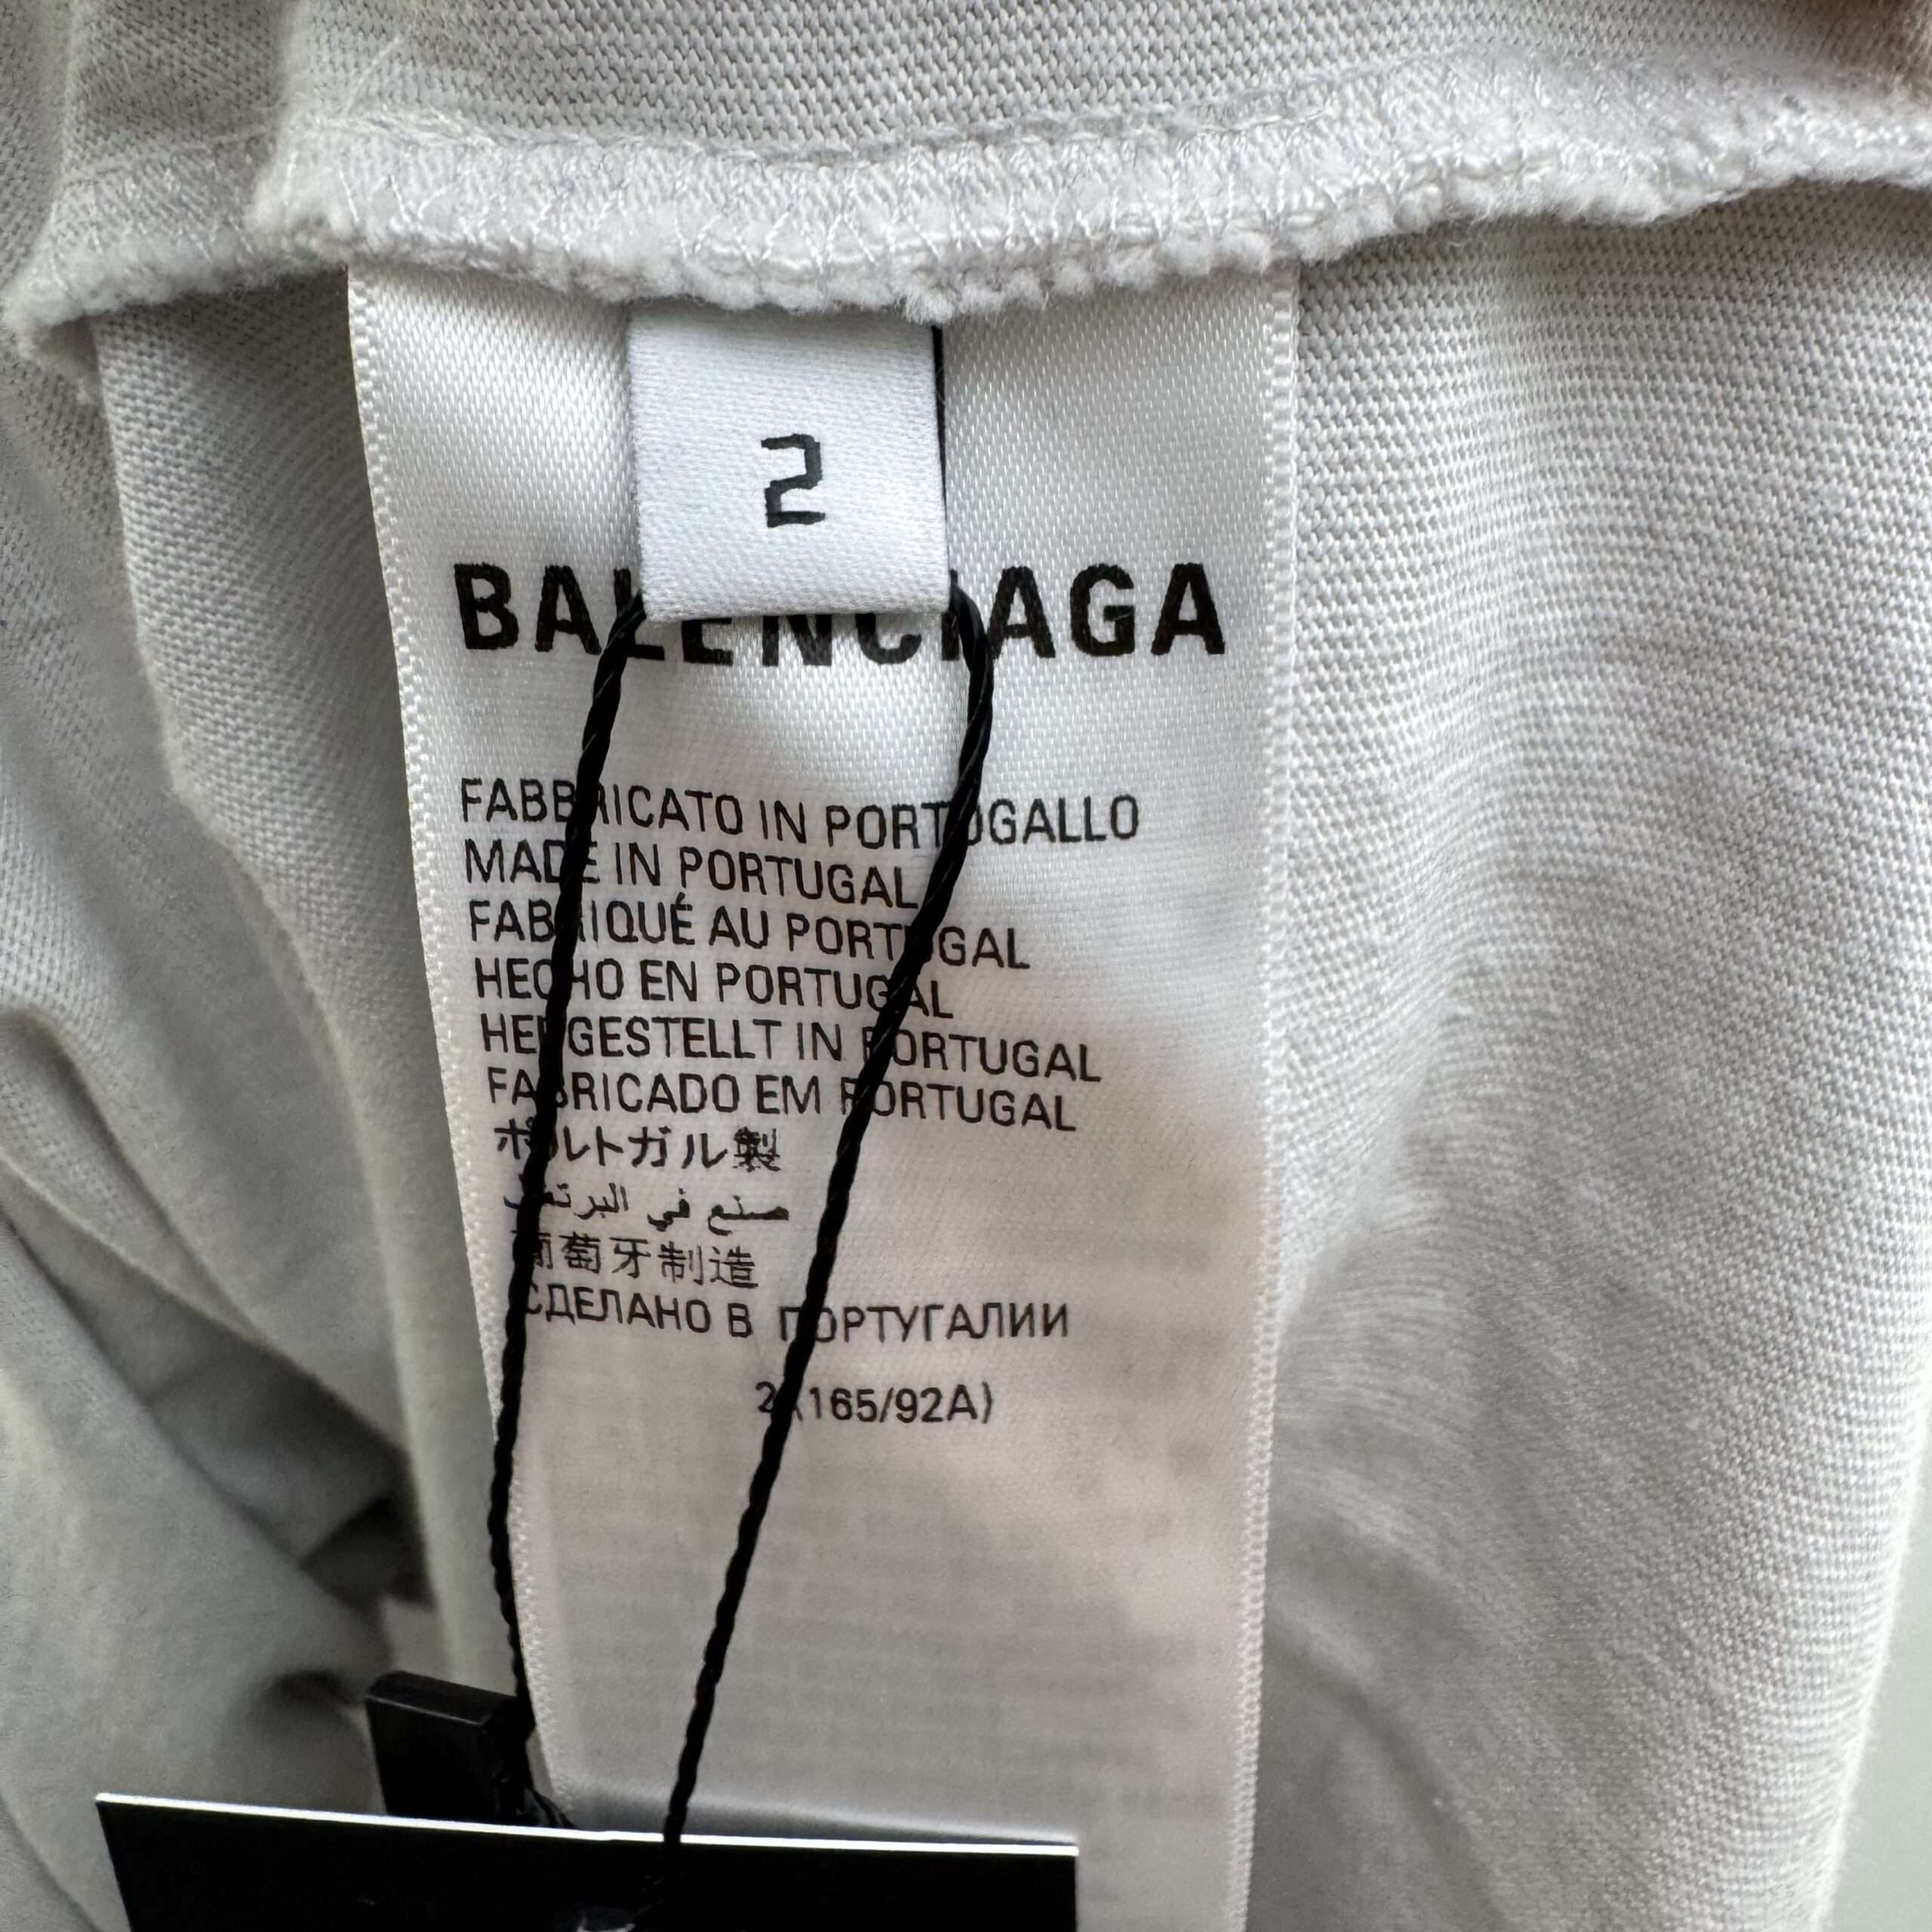 2
BALENCIAGA
FABBRICATO IN PORTOGALLO
MADE IN PORTUGAL
FABRIQUÉ AU PORTUGAL
HECHO EN PORTUGAL
HERGESTELLT IN PORTUGAL
FABRICADO EM PORTUGAL
ポルトガル製
صنع في البرتغال
葡萄牙制造
СДЕЛАНО В ПОРТУГАЛИИ
2 (165/92A)